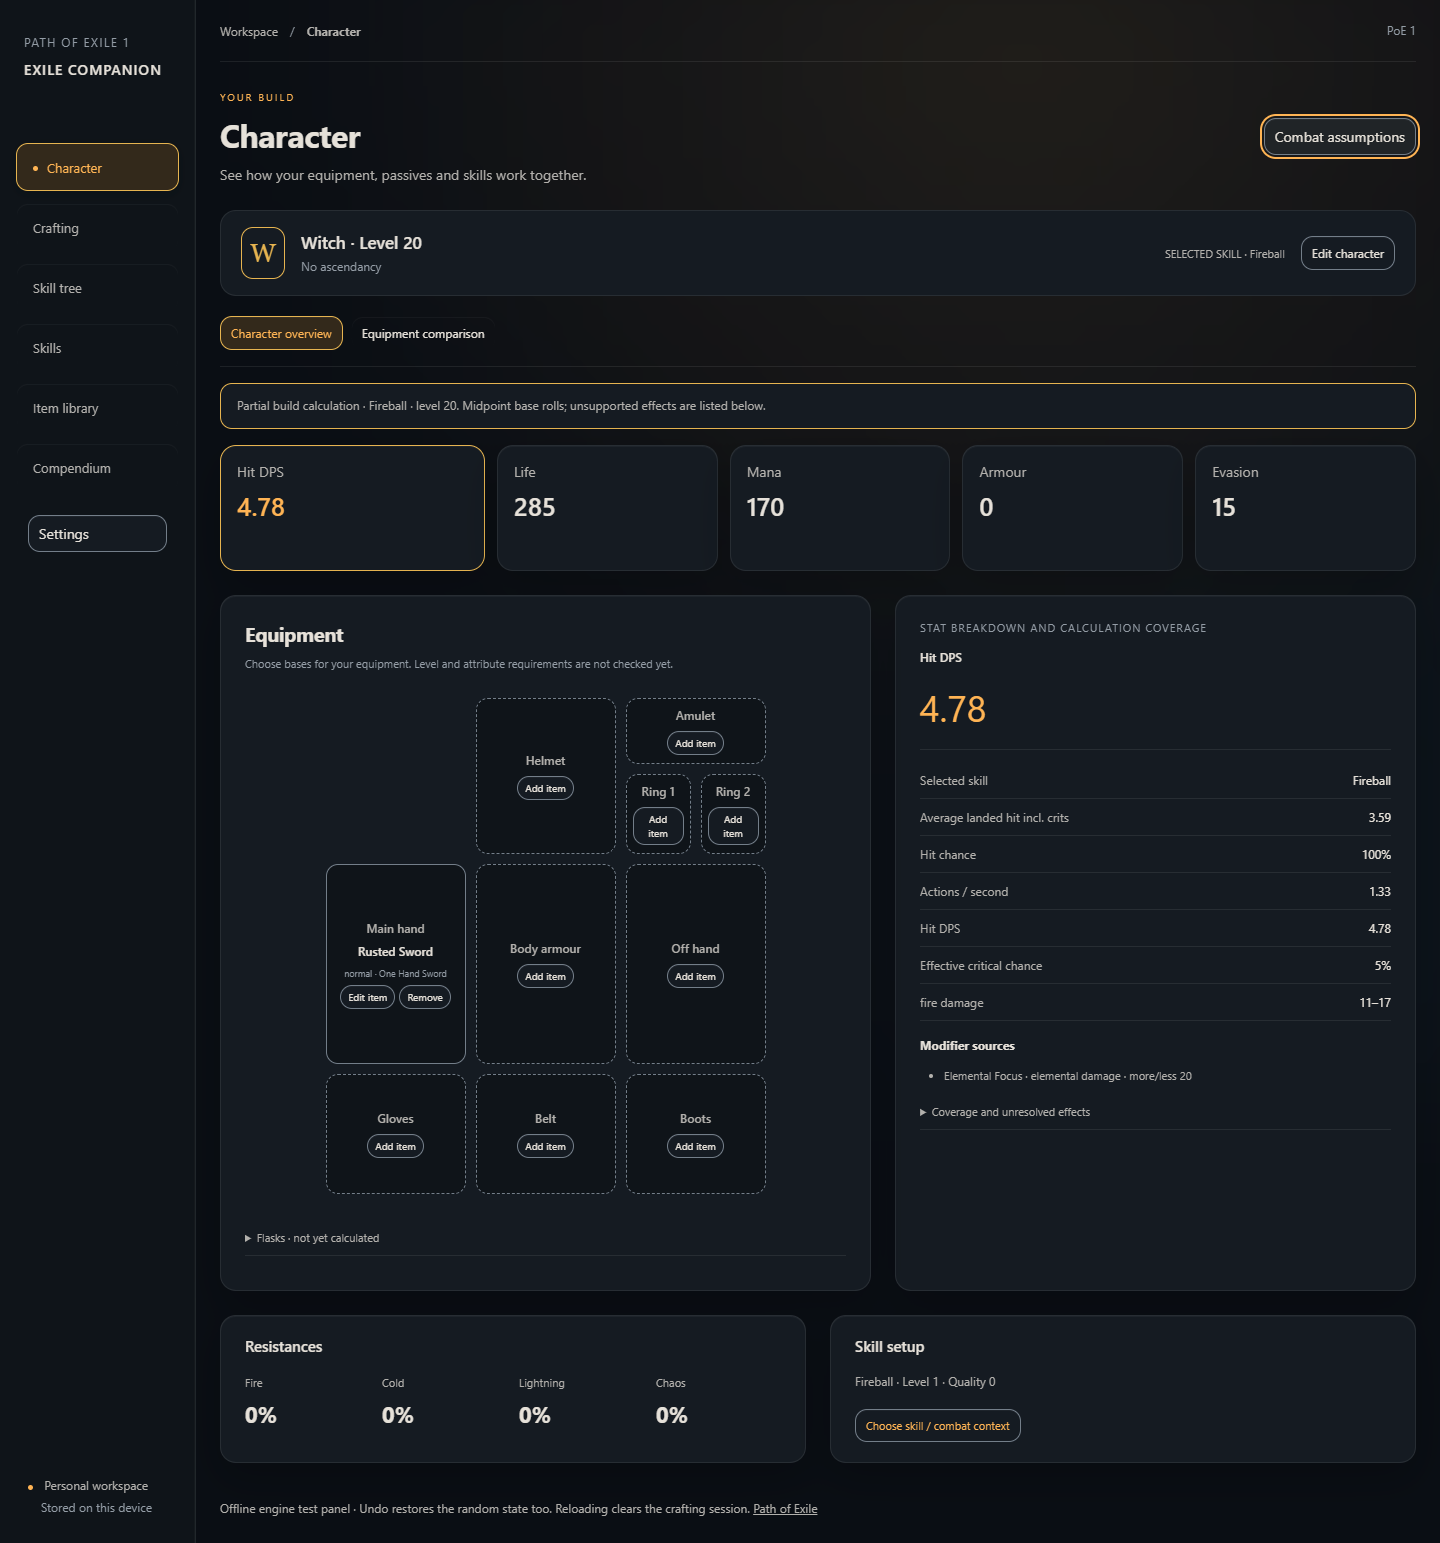 PATH OF EXILE 1
EXILE COMPANION
Character
Crafting
Skill tree
Skills
Item library
Compendium
Settings
Personal workspace
Stored on this device
Workspace / Character
PoE 1
YOUR BUILD
Character
See how your equipment, passives and skills work together.
Combat assumptions
W
Witch · Level 20
No ascendancy
SELECTED SKILL · Fireball
Edit character
Character overview
Equipment comparison
Partial build calculation · Fireball · level 20. Midpoint base rolls; unsupported effects are listed below.
Hit DPS
4.78
Life
285
Mana
170
Armour
0
Evasion
15
Equipment
Choose bases for your equipment. Level and attribute requirements are not checked yet.
Helmet
Add item
Amulet
Add item
Ring 1
Add
item
Ring 2
Add
item
Main hand
Rusted Sword
normal · One Hand Sword
Edit item
Remove
Body armour
Add item
Off hand
Add item
Gloves
Add item
Belt
Add item
Boots
Add item
Flasks · not yet calculated
STAT BREAKDOWN AND CALCULATION COVERAGE
Hit DPS
4.78
Selected skill Fireball
Average landed hit incl. crits 3.59
Hit chance 100%
Actions / second 1.33
Hit DPS 4.78
Effective critical chance 5%
fire damage 11–17
Modifier sources
• Elemental Focus · elemental damage · more/less 20
Coverage and unresolved effects
Resistances
Fire
0%
Cold
0%
Lightning
0%
Chaos
0%
Skill setup
Fireball · Level 1 · Quality 0
Choose skill / combat context
Offline engine test panel · Undo restores the random state too. Reloading clears the crafting session. Path of Exile